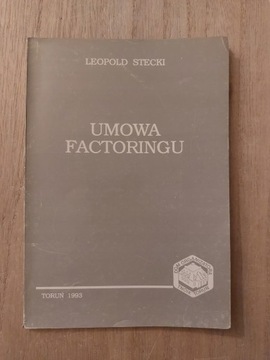 LEOPOLD STECKI
UMOWA
FACTORINGU
TORUŃ 1993